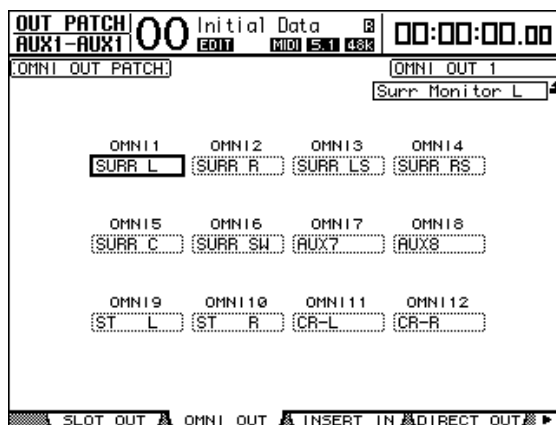 OUT PATCH 00 Initial Data R 00:00:00.00
AUX1-AUX1 EDIT MIDI 5.1 48k
OMNI OUT PATCH OMNI OUT 1
Surr Monitor L
OMNI1 OMNI2 OMNI3 OMNI4
SURR L SURR R SURR LS SURR RS
OMNI5 OMNI6 OMNI7 OMNI8
SURR C SURR SW AUX7 AUX8
OMNI9 OMNI10 OMNI11 OMNI12
ST L ST R CR-L CR-R
SLOT OUT OMNI OUT INSERT IN DIRECT OUT